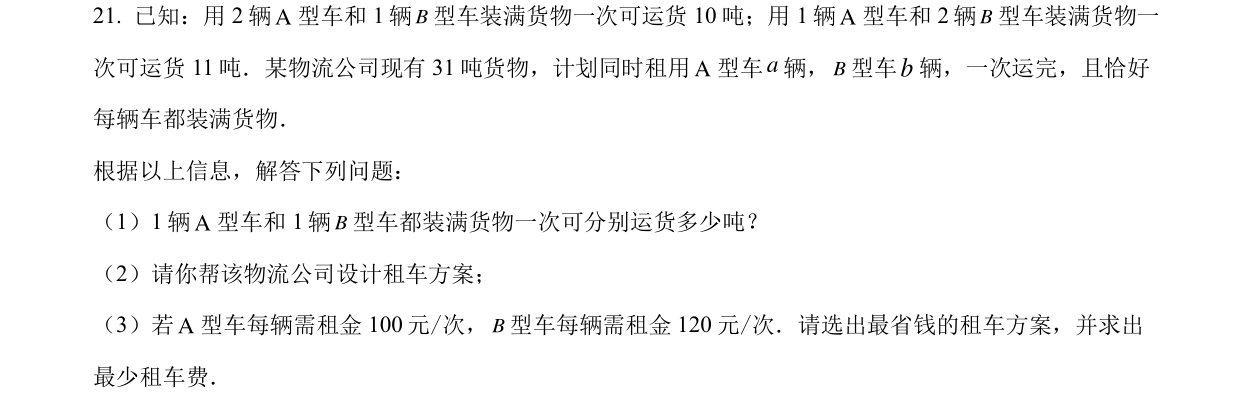 21. 已知：用 2 辆 A 型车和 1 辆 B 型车装满货物一次可运货 10 吨；用 1 辆 A 型车和 2 辆 B 型车装满货物一
次可运货 11 吨．某物流公司现有 31 吨货物，计划同时租用 A 型车 a 辆，B 型车 b 辆，一次运完，且恰好
每辆车都装满货物．
根据以上信息，解答下列问题：
（1）1 辆 A 型车和 1 辆 B 型车都装满货物一次可分别运货多少吨？
（2）请你帮该物流公司设计租车方案；
（3）若 A 型车每辆需租金 100 元/次，B 型车每辆需租金 120 元/次．请选出最省钱的租车方案，并求出
最少租车费．